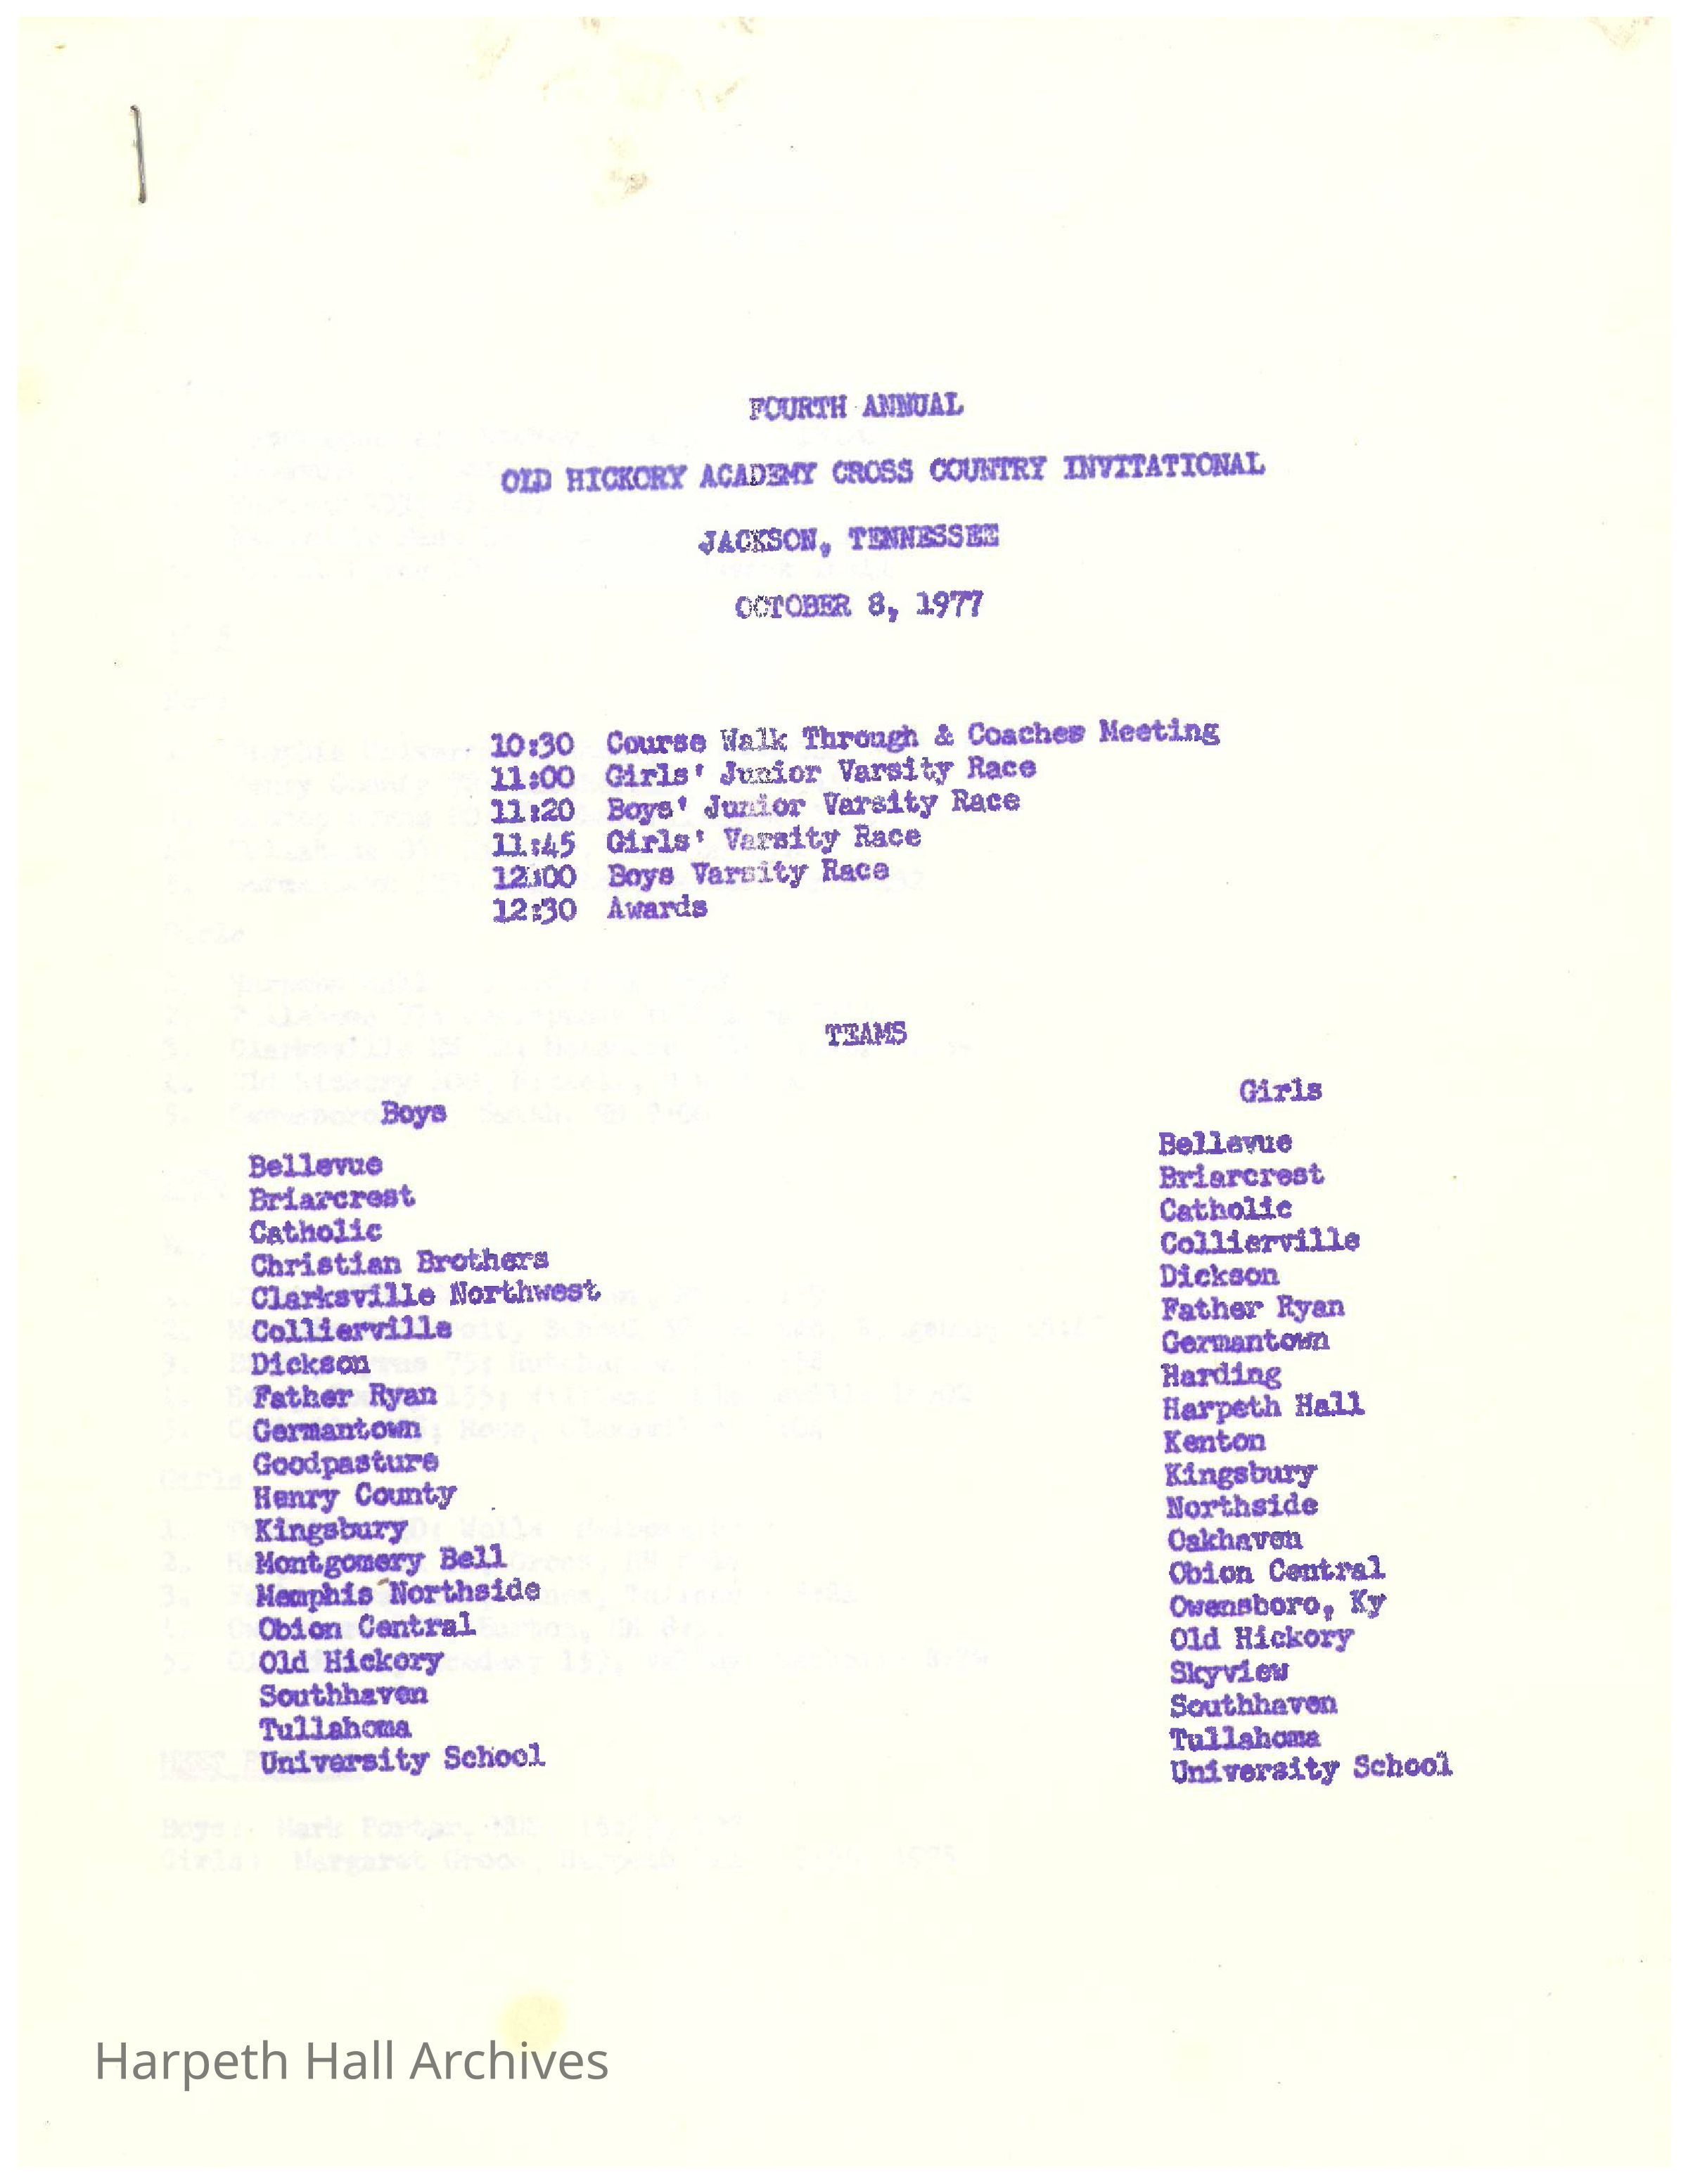 FOURTH ANNUAL
OLD HICKORY ACADEMY CROSS COUNTRY INVITATIONAL
JACKSON, TENNESSEE
OCTOBER 8, 1977
10:30 Course Walk Through & Coaches Meeting
11:00 Girls' Junior Varsity Race
11:20 Boys' Junior Varsity Race
11:45 Girls' Varsity Race
12:00 Boys Varsity Race
12:30 Awards
TEAMS
Boys
Bellevue
Briarcrest
Catholic
Christian Brothers
Clarksville Northwest
Collierville
Dickson
Father Ryan
Germantown
Goodpasture
Henry County
Kingsbury
Montgomery Bell
Memphis Northside
Obion Central
Old Hickory
Southhaven
Tullahoma
University School
Girls
Bellevue
Briarcrest
Catholic
Collierville
Dickson
Father Ryan
Germantown
Harding
Harpeth Hall
Kenton
Kingsbury
Northside
Oakhaven
Obion Central
Owensboro, Ky
Old Hickory
Skyview
Southhaven
Tullahoma
University School
Harpeth Hall Archives